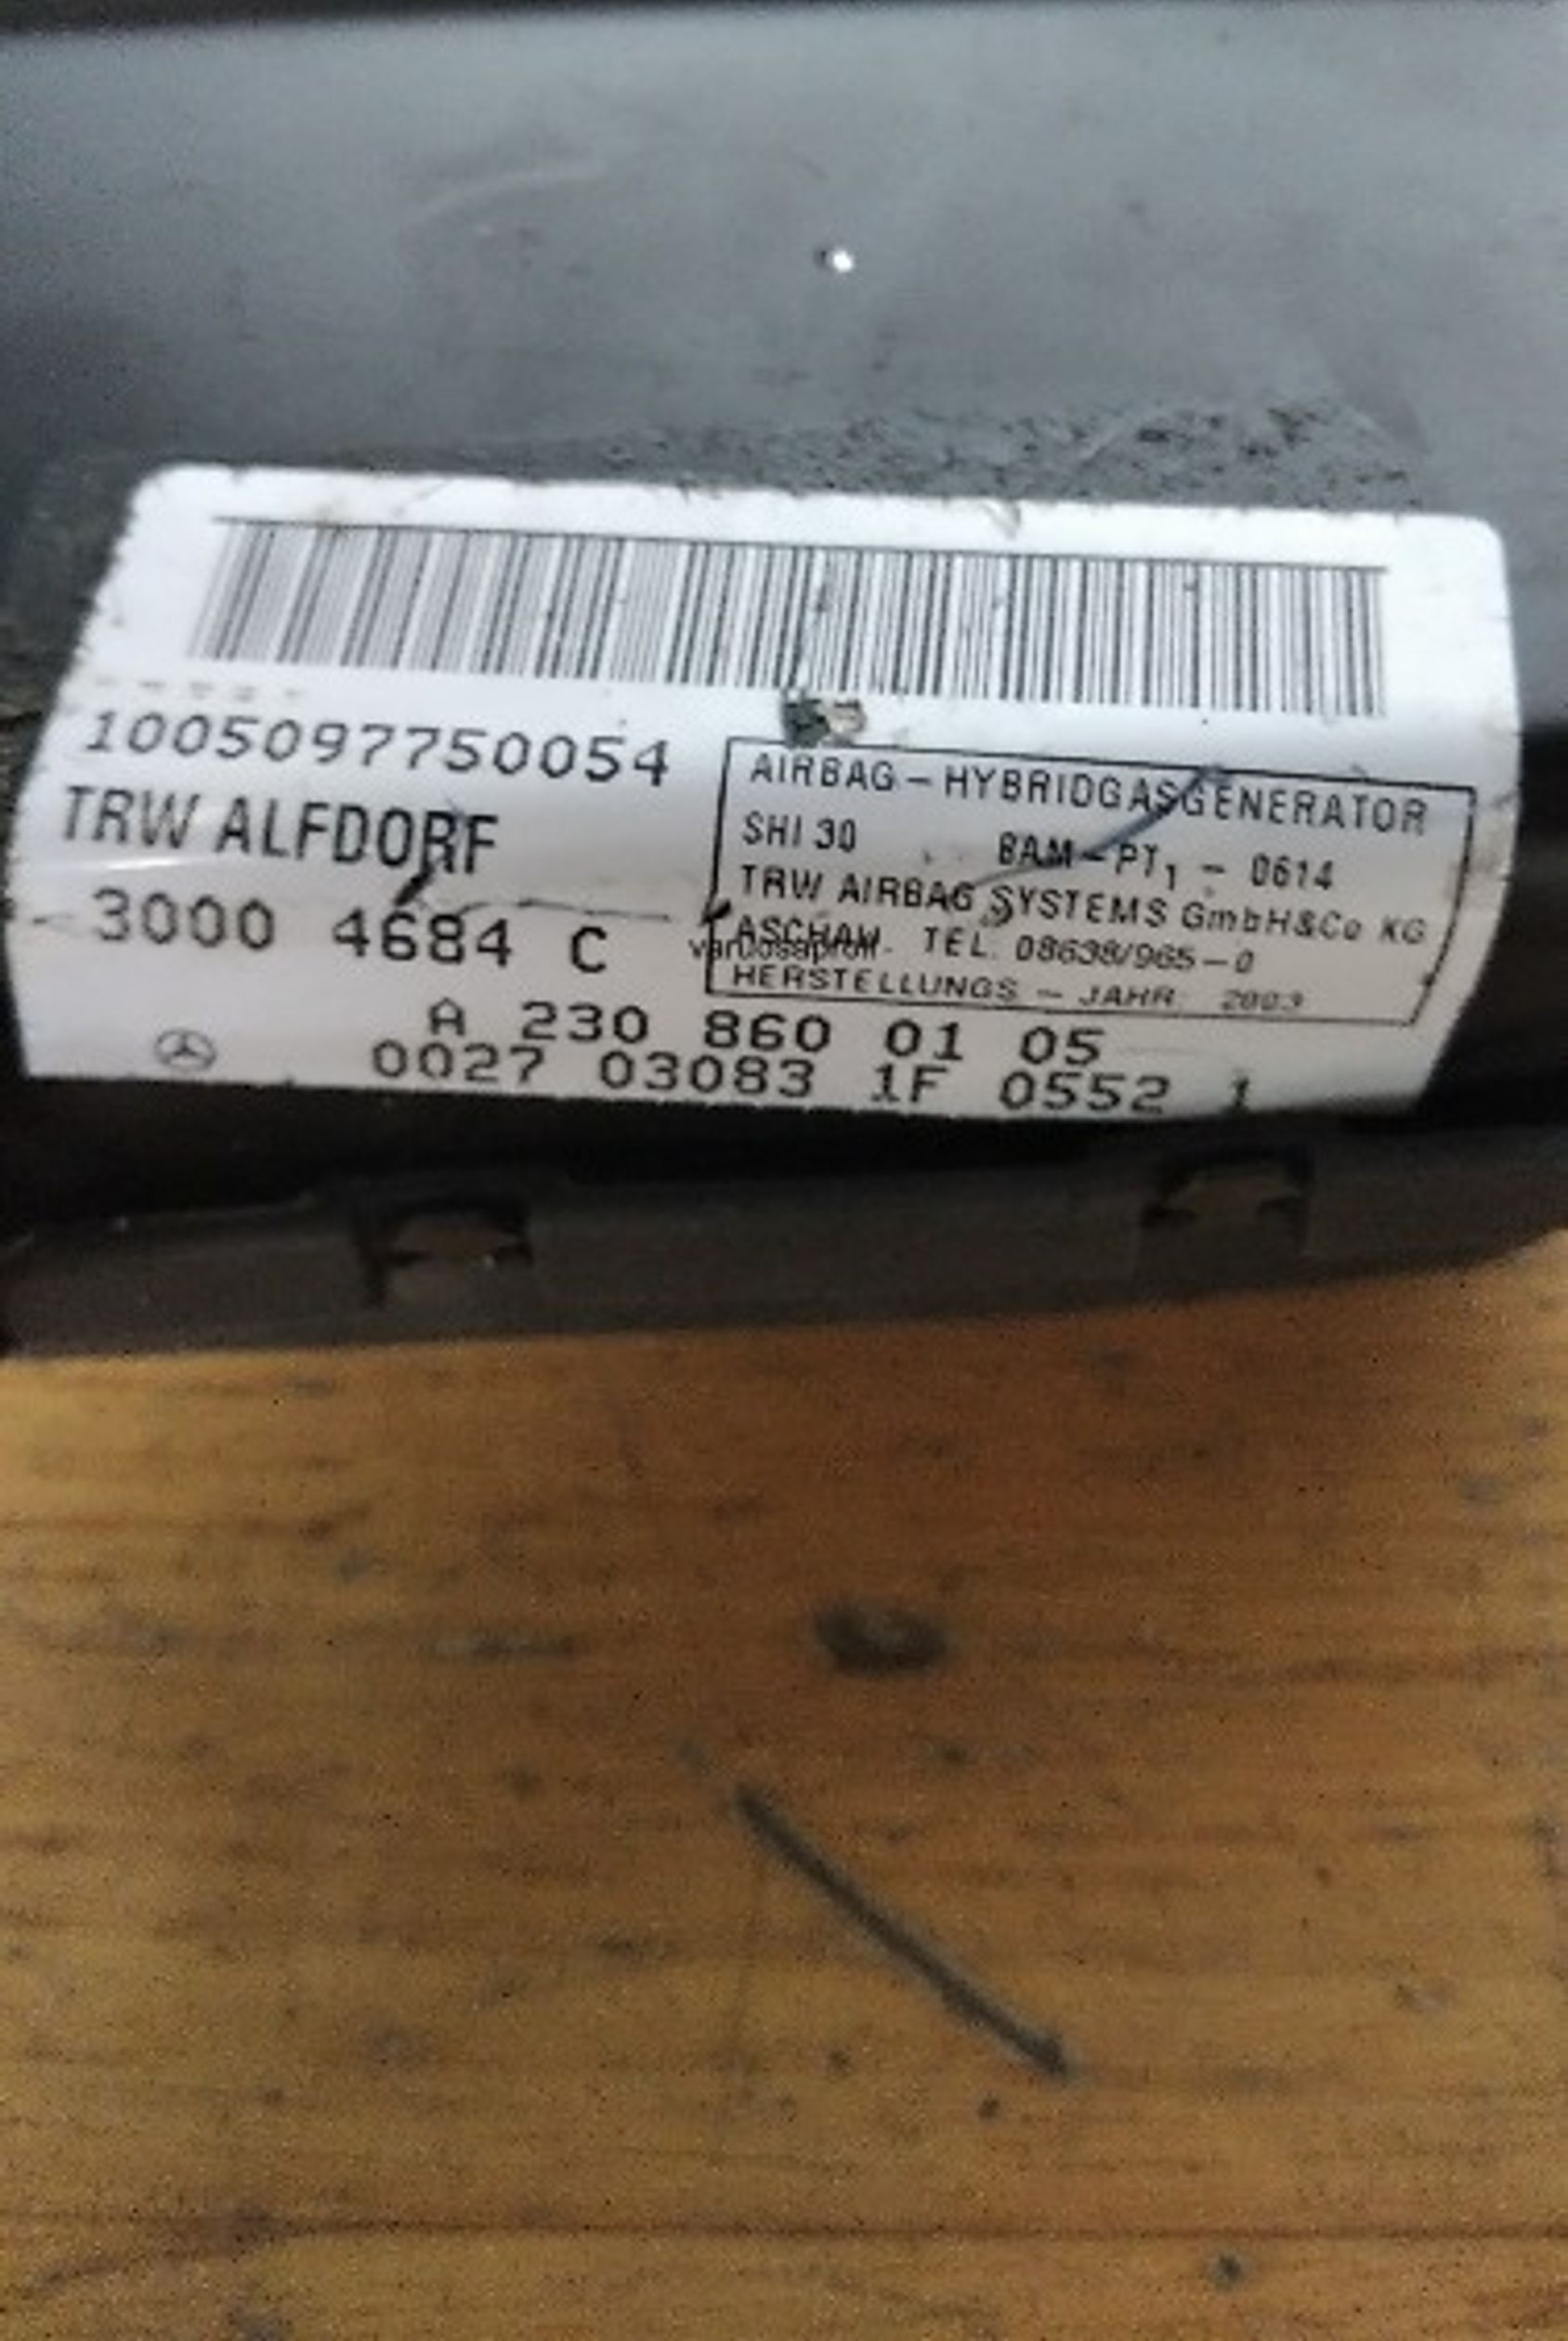 1005097750054
TRW ALFDORF
3000 4684 C
AIRBAG – HYBRIDGASGENERATOR
SHI 30 BAM – PT1 – 0614
TRW AIRBAG SYSTEMS GmbH&Co KG
ASCHAU. TEL. 08638/965–0
HERSTELLUNGS – JAHR: 2003
A 230 860 01 05
0027 03083 1F 0552 1